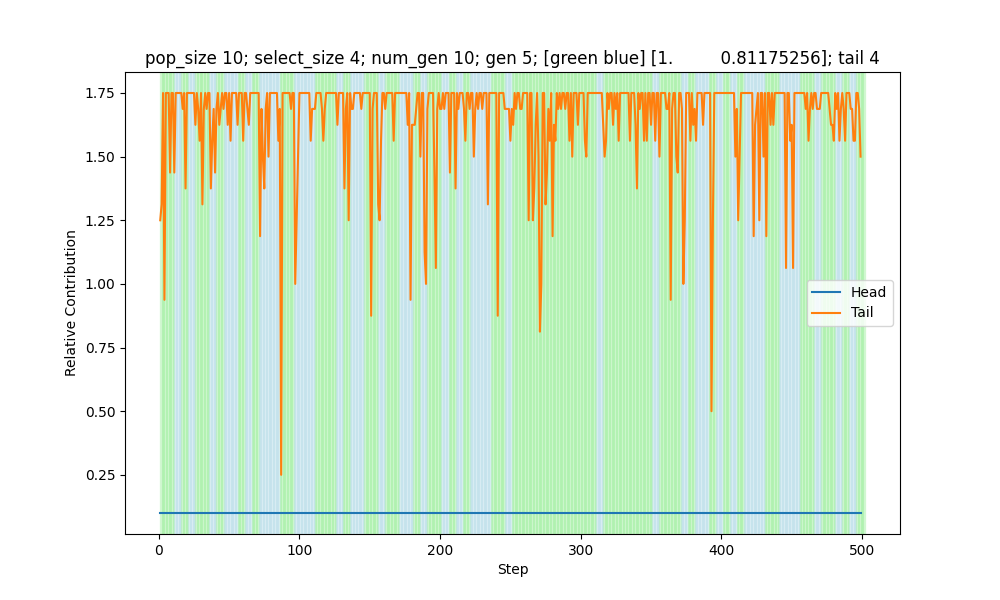 pop_size 10; select_size 4; num_gen 10; gen 5; [green blue] [1.         0.81175256]; tail 4
1.75
1.50
1.25
1.00
0.75
0.50
0.25
Relative Contribution
Head
Tail
0 100 200 300 400 500
Step